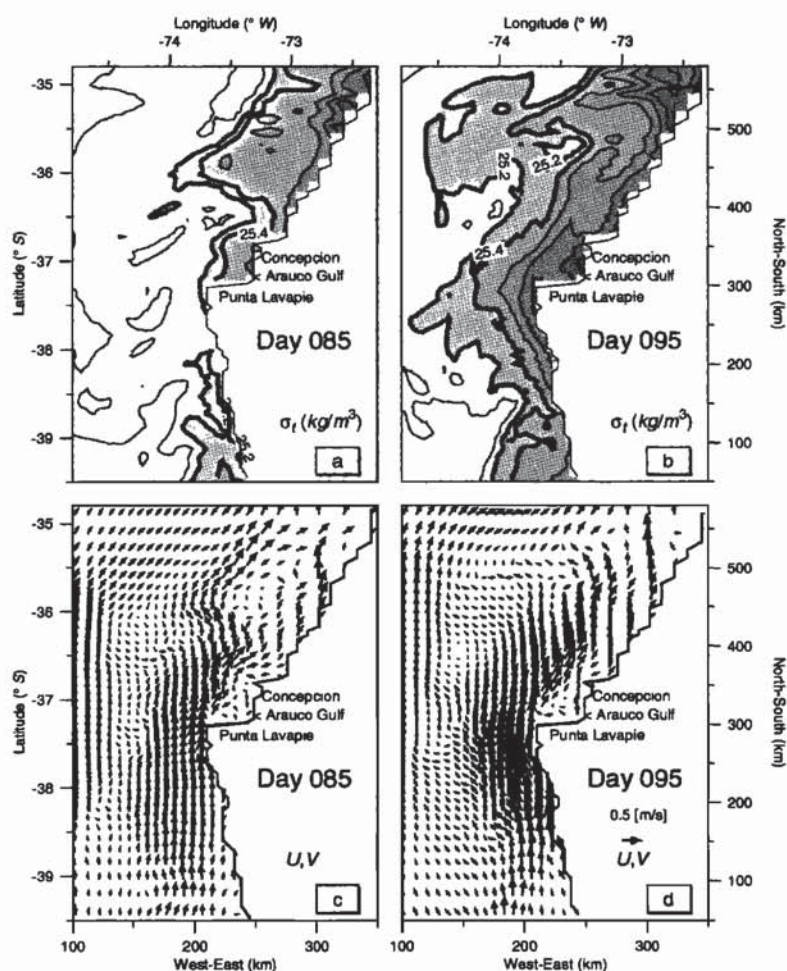 Longitude (° W)
-74 -73
Longitude (° W)
-74 -73
Latitude (° S)
-35
-36
-37
-38
-39
25.4
Concepcion
< Arauco Gulf
Punta Lavapie
Day 085
σt (kg/m³)
25.2
a
25.2
25.2
25.4
Concepcion
< Arauco Gulf
Punta Lavapie
Day 095
σt (kg/m³)
b
500
400
300
200
100
North-South (km)
Latitude (° S)
-35
-36
-37
-38
-39
Concepcion
< Arauco Gulf
Punta Lavapie
Day 085
U,V
c
100 200 300
West-East (km)
Concepcion
< Arauco Gulf
Punta Lavapie
Day 095
0.5 [m/s]
U,V
d
100 200 300
West-East (km)
500
400
300
200
100
North-South (km)